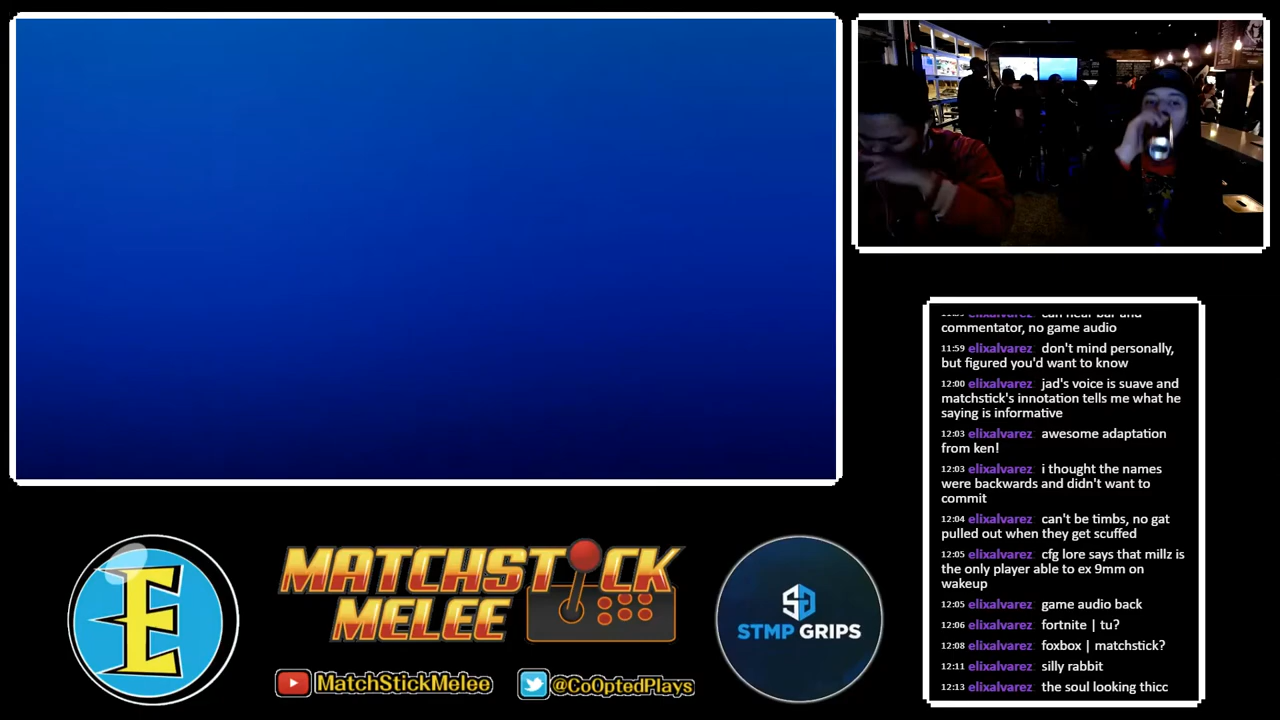 commentator, no game audio
11:59 elixalvarez don't mind personally,
but figured you'd want to know
12:00 elixalvarez jad's voice is suave and
matchstick's innotation tells me what he
saying is informative
12:03 elixalvarez awesome adaptation
from ken!
12:03 elixalvarez i thought the names
were backwards and didn't want to
commit
12:04 elixalvarez can't be timbs, no gat
pulled out when they get scuffed
12:05 elixalvarez cfg lore says that millz is
the only player able to ex 9mm on
wakeup
12:05 elixalvarez game audio back
12:06 elixalvarez fortnite | tu?
12:08 elixalvarez foxbox | matchstick?
12:11 elixalvarez silly rabbit
12:13 elixalvarez the soul looking thicc
E
MATCHSTICK
MELEE
MatchStickMelee
@CoOptedPlays
SG
STMP GRIPS